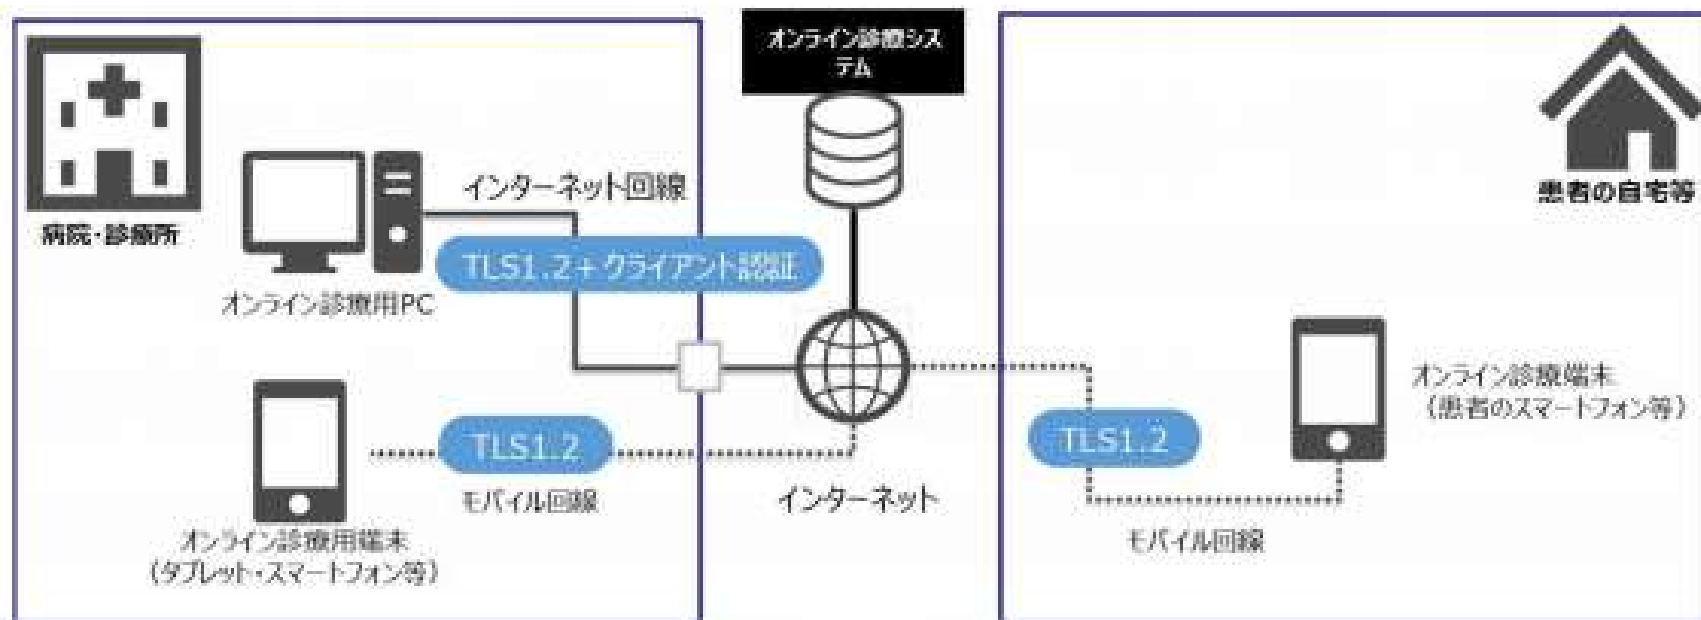 オンライン診療シス
テム
病院・診療所
インターネット回線
TLS1.2+クライアント認証
オンライン診療用PC
TLS1.2
モバイル回線
オンライン診療用端末
(タブレット・スマートフォン等)
インターネット
患者の自宅等
オンライン診療端末
(患者のスマートフォン等)
TLS1.2
モバイル回線